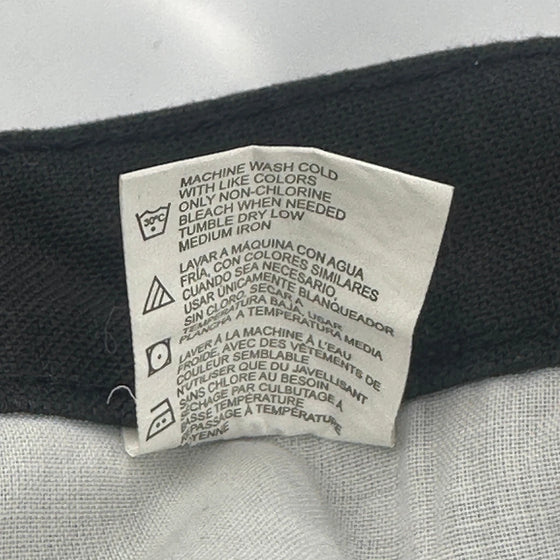 MACHINE WASH COLD
WITH LIKE COLORS
ONLY NON-CHLORINE
BLEACH WHEN NEEDED
TUMBLE DRY LOW
MEDIUM IRON
30°C
LAVAR A MÁQUINA CON AGUA
FRÍA, CON COLORES SIMILARES
CUANDO SEA NECESARIO,
USAR ÚNICAMENTE BLANQUEADOR
SIN CLORO, SECAR A
TEMPERATURA BAJA, USAR
PLANCHA A TEMPERATURA MEDIA
LAVER À LA MACHINE À L'EAU
FROIDE, AVEC DES VÊTEMENTS DE
COULEUR SEMBLABLE
N'UTILISER QUE DU JAVELLISANT
SANS CHLORE AU BESOIN
SÉCHAGE PAR CULBUTAGE À
BASSE TEMPÉRATURE
REPASSAGE À TEMPÉRATURE
MOYENNE